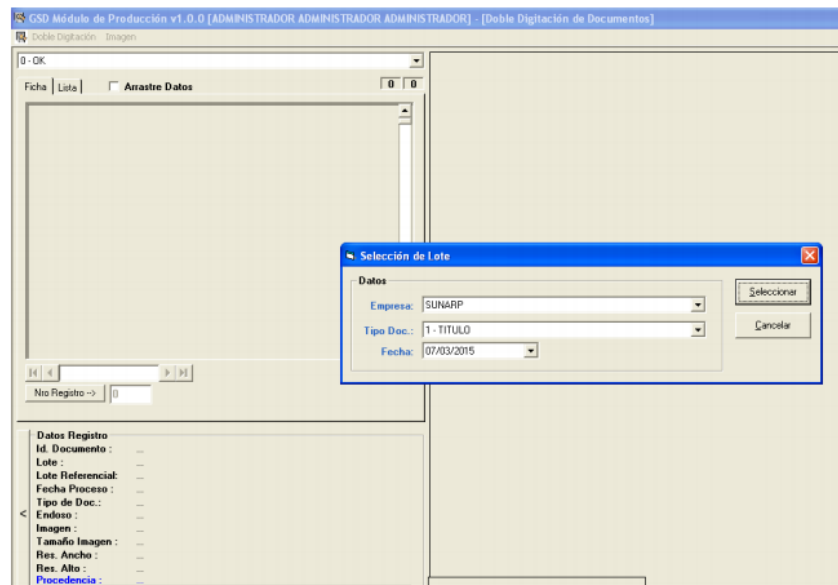 GSD Módulo de Producción v1.0.0 [ADMINISTRADOR ADMINISTRADOR ADMINISTRADOR] - [Doble Digitación de Documentos]
Doble Digitación Imagen
0 - OK
Ficha Lista Arrastre Datos 0 0
Selección de Lote
Datos
Empresa: SUNARP
Seleccionar
Tipo Doc.: 1 - TITULO
Cancelar
Fecha: 07/03/2015
Nro Registro --> 0
Datos Registro
Id. Documento : ...
Lote : ...
Lote Referencial: ...
Fecha Proceso : ...
Tipo de Doc.: ...
< Endoso : ...
Imagen : ...
Tamaño Imagen : ...
Res. Ancho : ...
Res. Alto : ...
Procedencia : ...